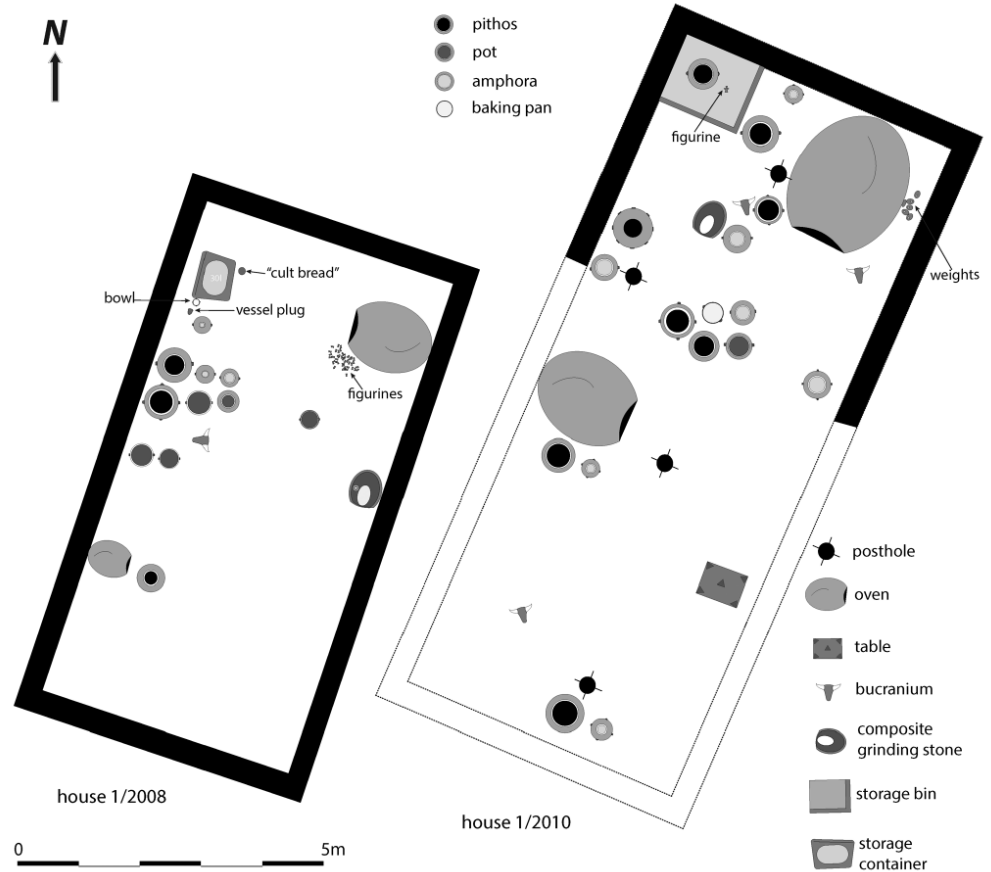 N
pithos
pot
amphora
baking pan
figurine
weights
"cult bread"
bowl
vessel plug
figurines
posthole
oven
table
bucranium
composite
grinding stone
storage bin
storage
container
house 1/2008
house 1/2010
0
5m